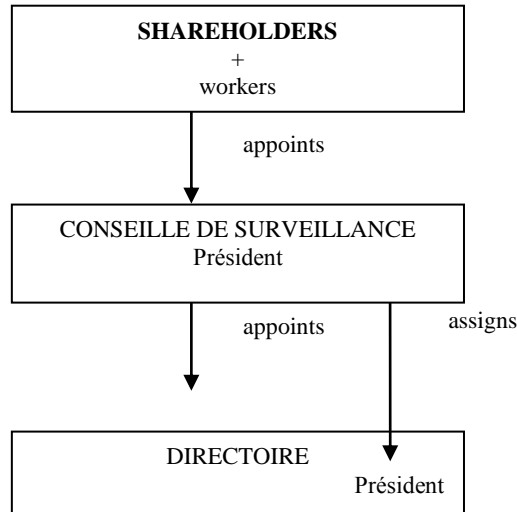 SHAREHOLDERS
+
workers
appoints
CONSEILLE DE SURVEILLANCE
Président
appoints
assigns
DIRECTOIRE
Président